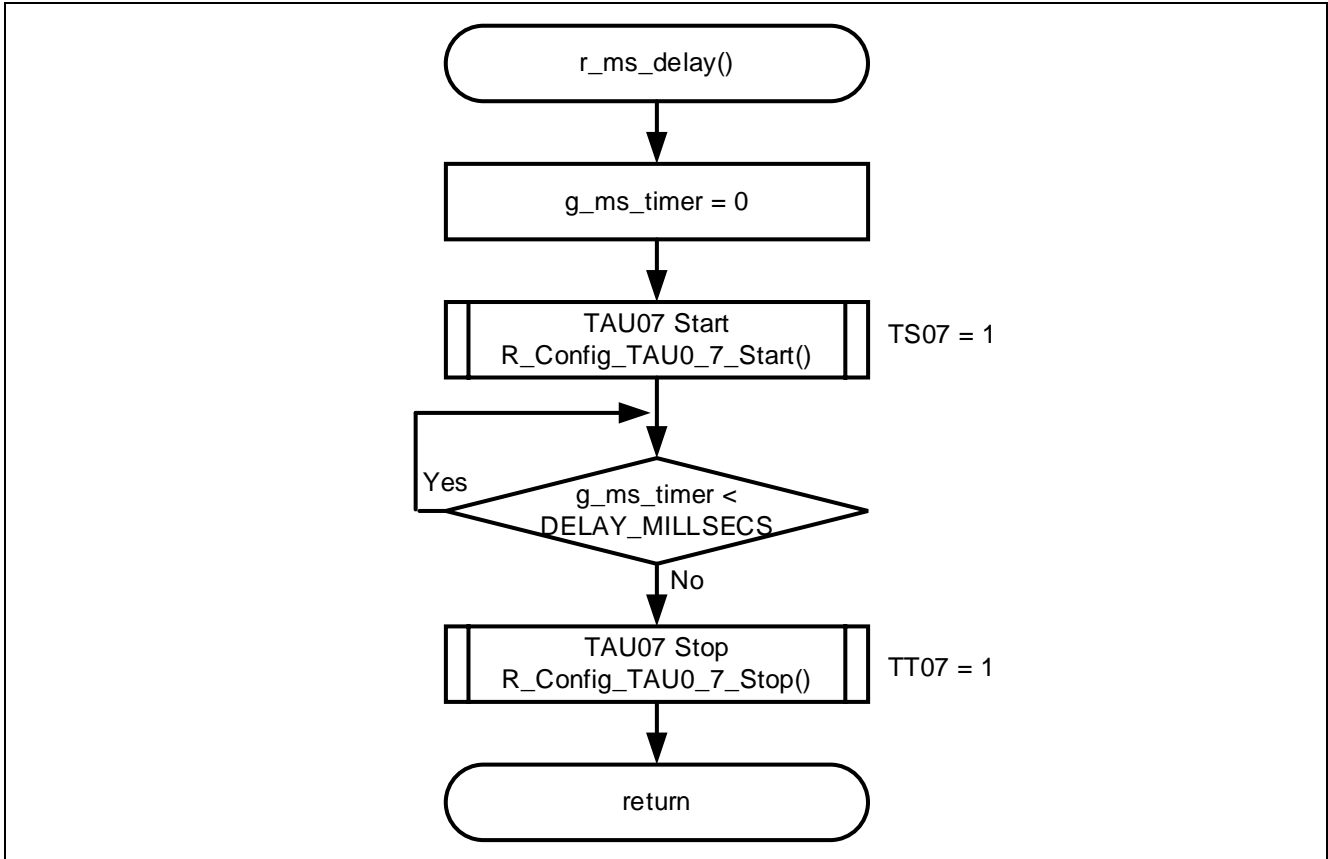 r_ms_delay()
g_ms_timer = 0
TAU07 Start
R_Config_TAU0_7_Start()
TS07 = 1
Yes
g_ms_timer <
DELAY_MILLSECS
No
TAU07 Stop
R_Config_TAU0_7_Stop()
TT07 = 1
return